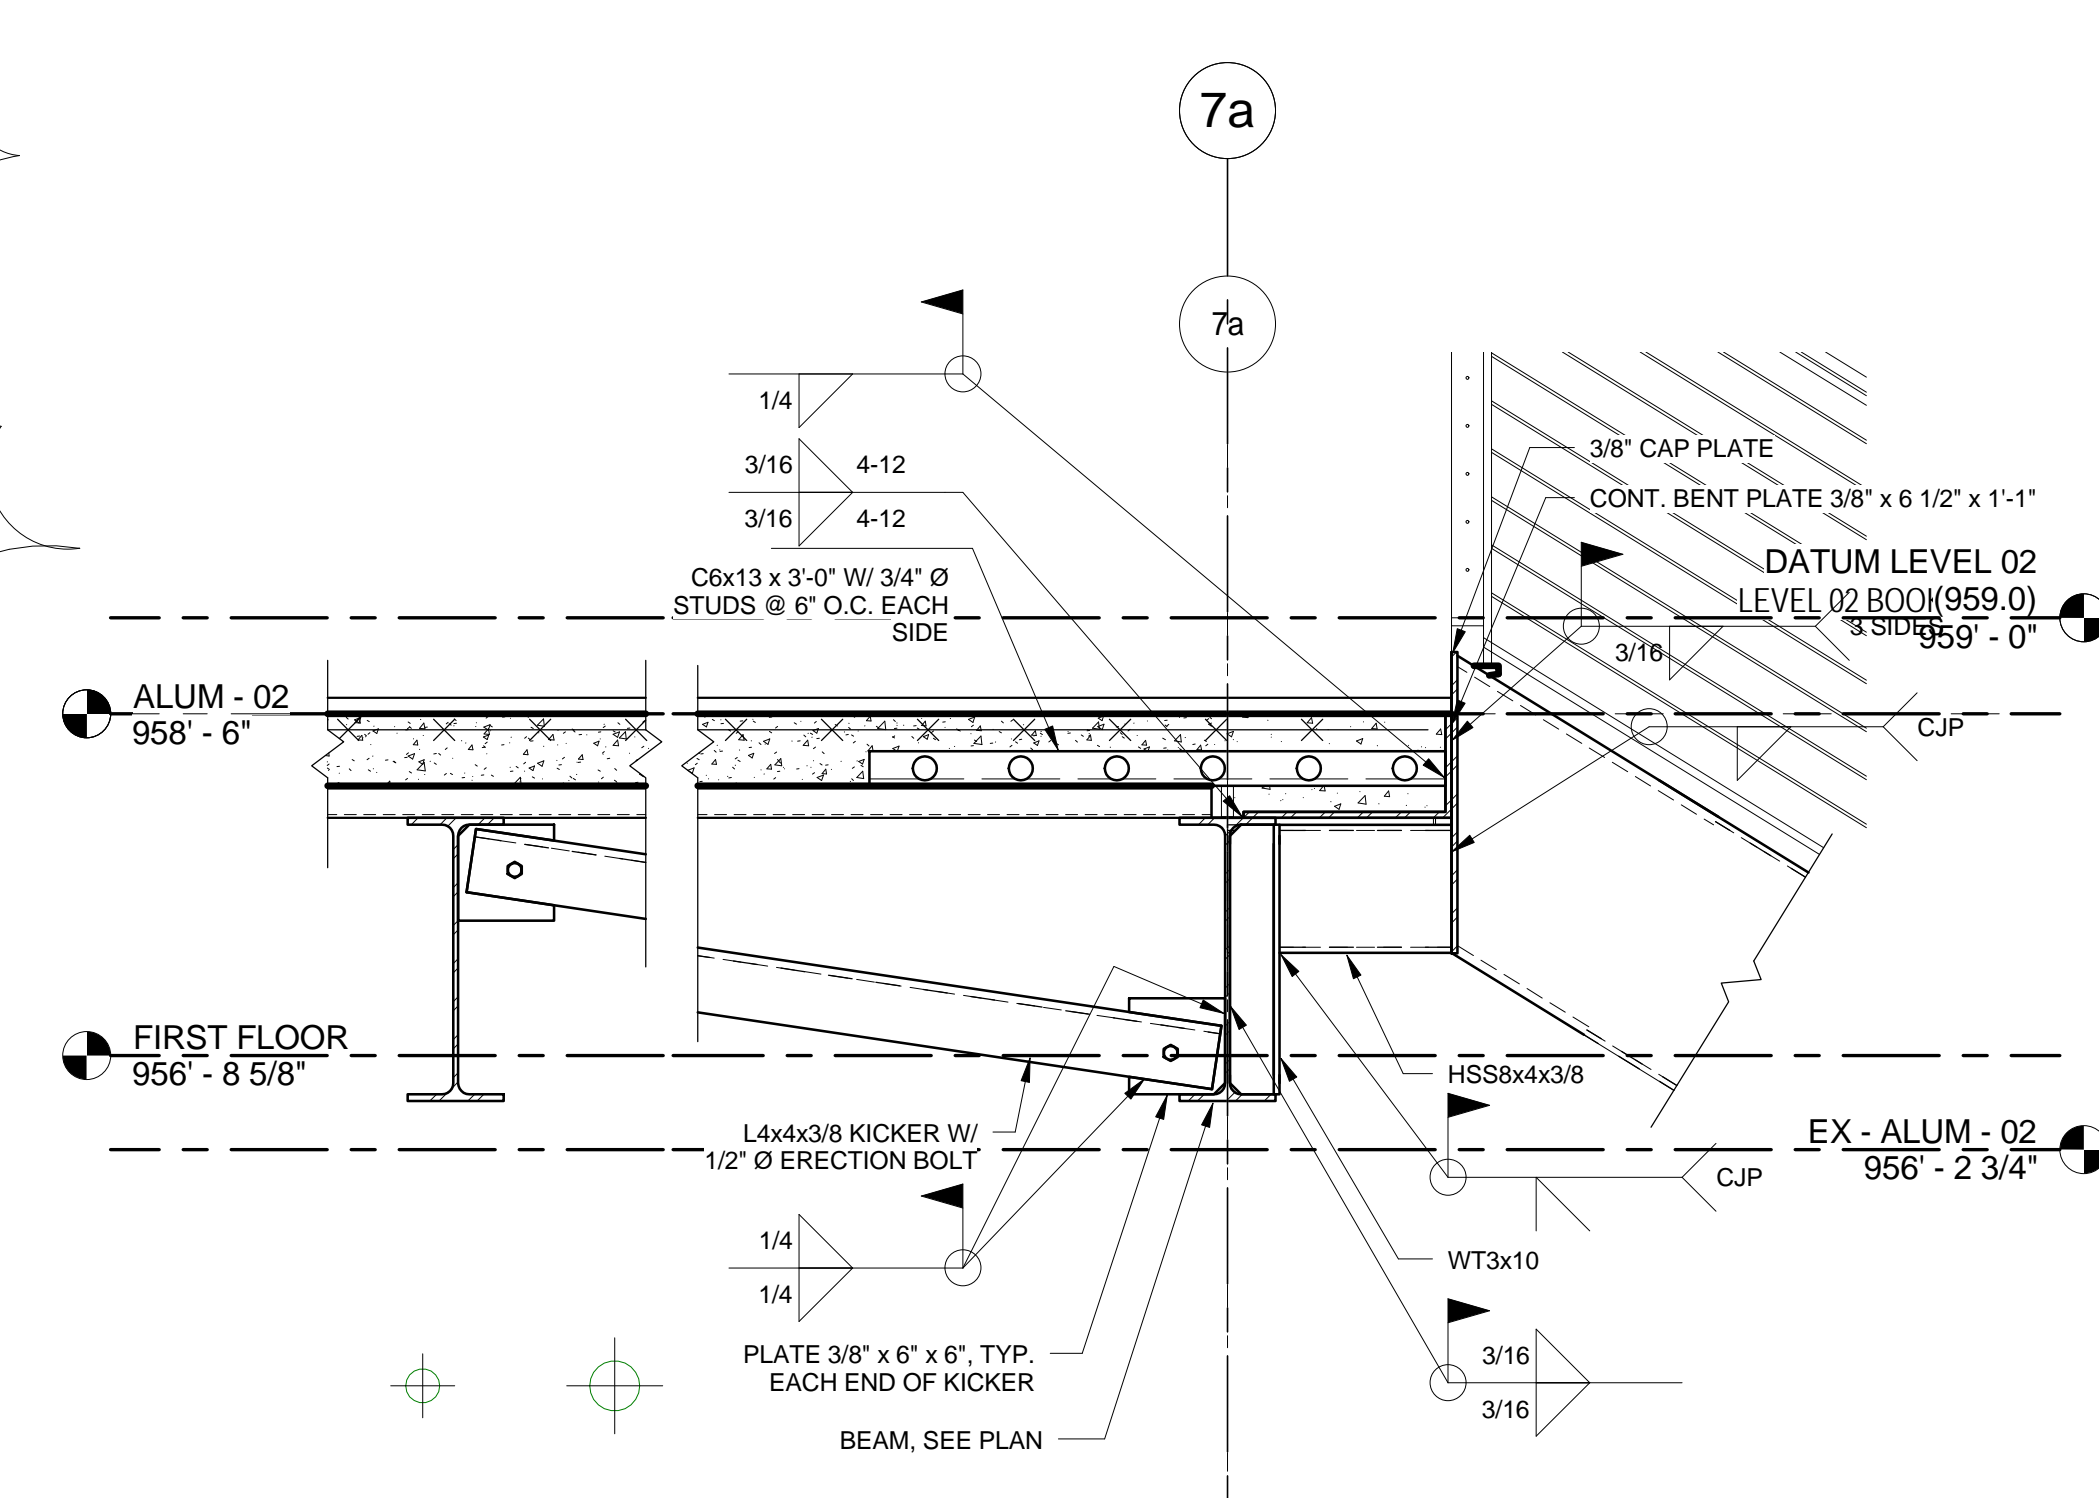 7a
7a
1/4
3/16 4-12
3/16 4-12
C6x13 x 3'-0" W/ 3/4" Ø
STUDS @ 6" O.C. EACH
SIDE
3/8" CAP PLATE
CONT. BENT PLATE 3/8" x 6 1/2" x 1'-1"
DATUM LEVEL 02
LEVEL 02 (959.0)
3 SIDES
959' - 0"
3/16
ALUM - 02
958' - 6"
CJP
FIRST FLOOR
956' - 8 5/8"
HSS8x4x3/8
L4x4x3/8 KICKER W/
1/2" Ø ERECTION BOLT
EX - ALUM - 02
956' - 2 3/4"
CJP
1/4
1/4
WT3x10
PLATE 3/8" x 6" x 6", TYP.
EACH END OF KICKER
3/16
3/16
BEAM, SEE PLAN